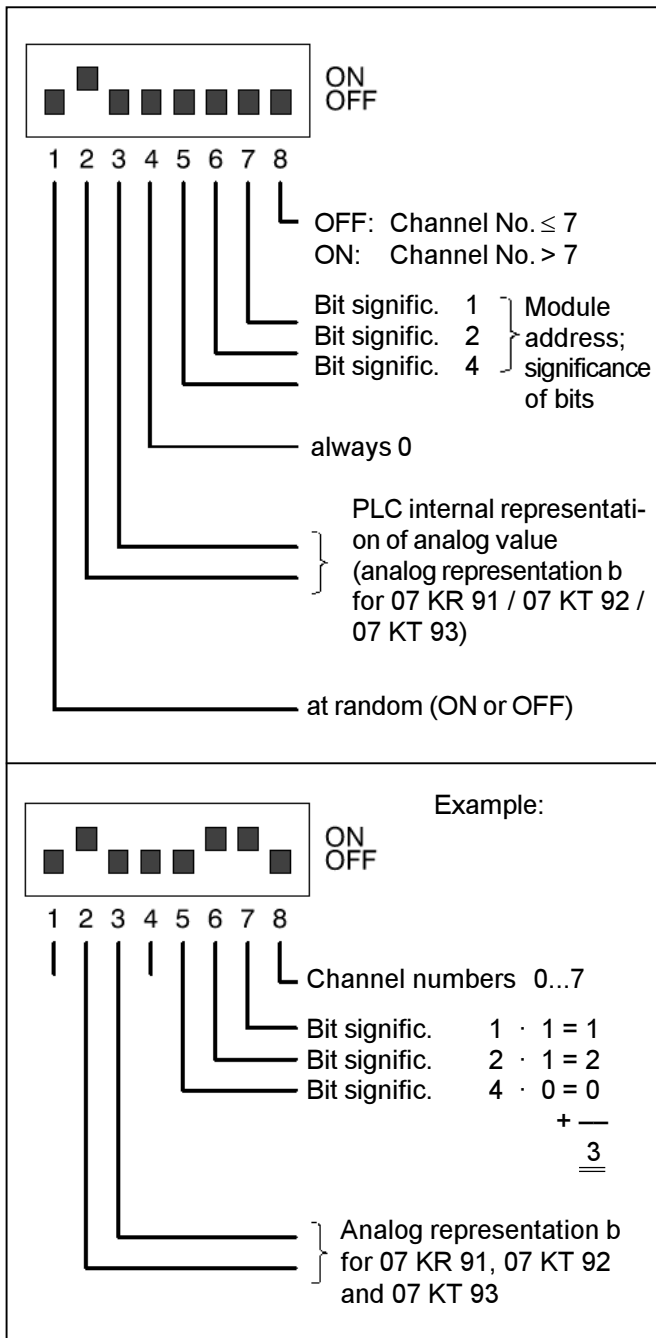 ON
OFF
1 2 3 4 5 6 7 8
OFF: Channel No. ≤ 7
ON: Channel No. > 7
Bit signific. 1
Bit signific. 2
Bit signific. 4
Module
address;
significance
of bits
always 0
PLC internal representati-
on of analog value
(analog representation b
for 07 KR 91 / 07 KT 92 /
07 KT 93)
at random (ON or OFF)
Example:
ON
OFF
1 2 3 4 5 6 7 8
Channel numbers 0...7
Bit signific. 1 · 1 = 1
Bit signific. 2 · 1 = 2
Bit signific. 4 · 0 = 0
+ —
3
Analog representation b
for 07 KR 91, 07 KT 92
and 07 KT 93